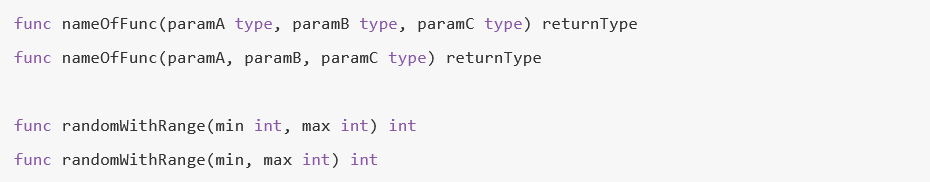 func nameOfFunc(paramA type, paramB type, paramC type) returnType
func nameOfFunc(paramA, paramB, paramC type) returnType
func randomWithRange(min int, max int) int
func randomWithRange(min, max int) int